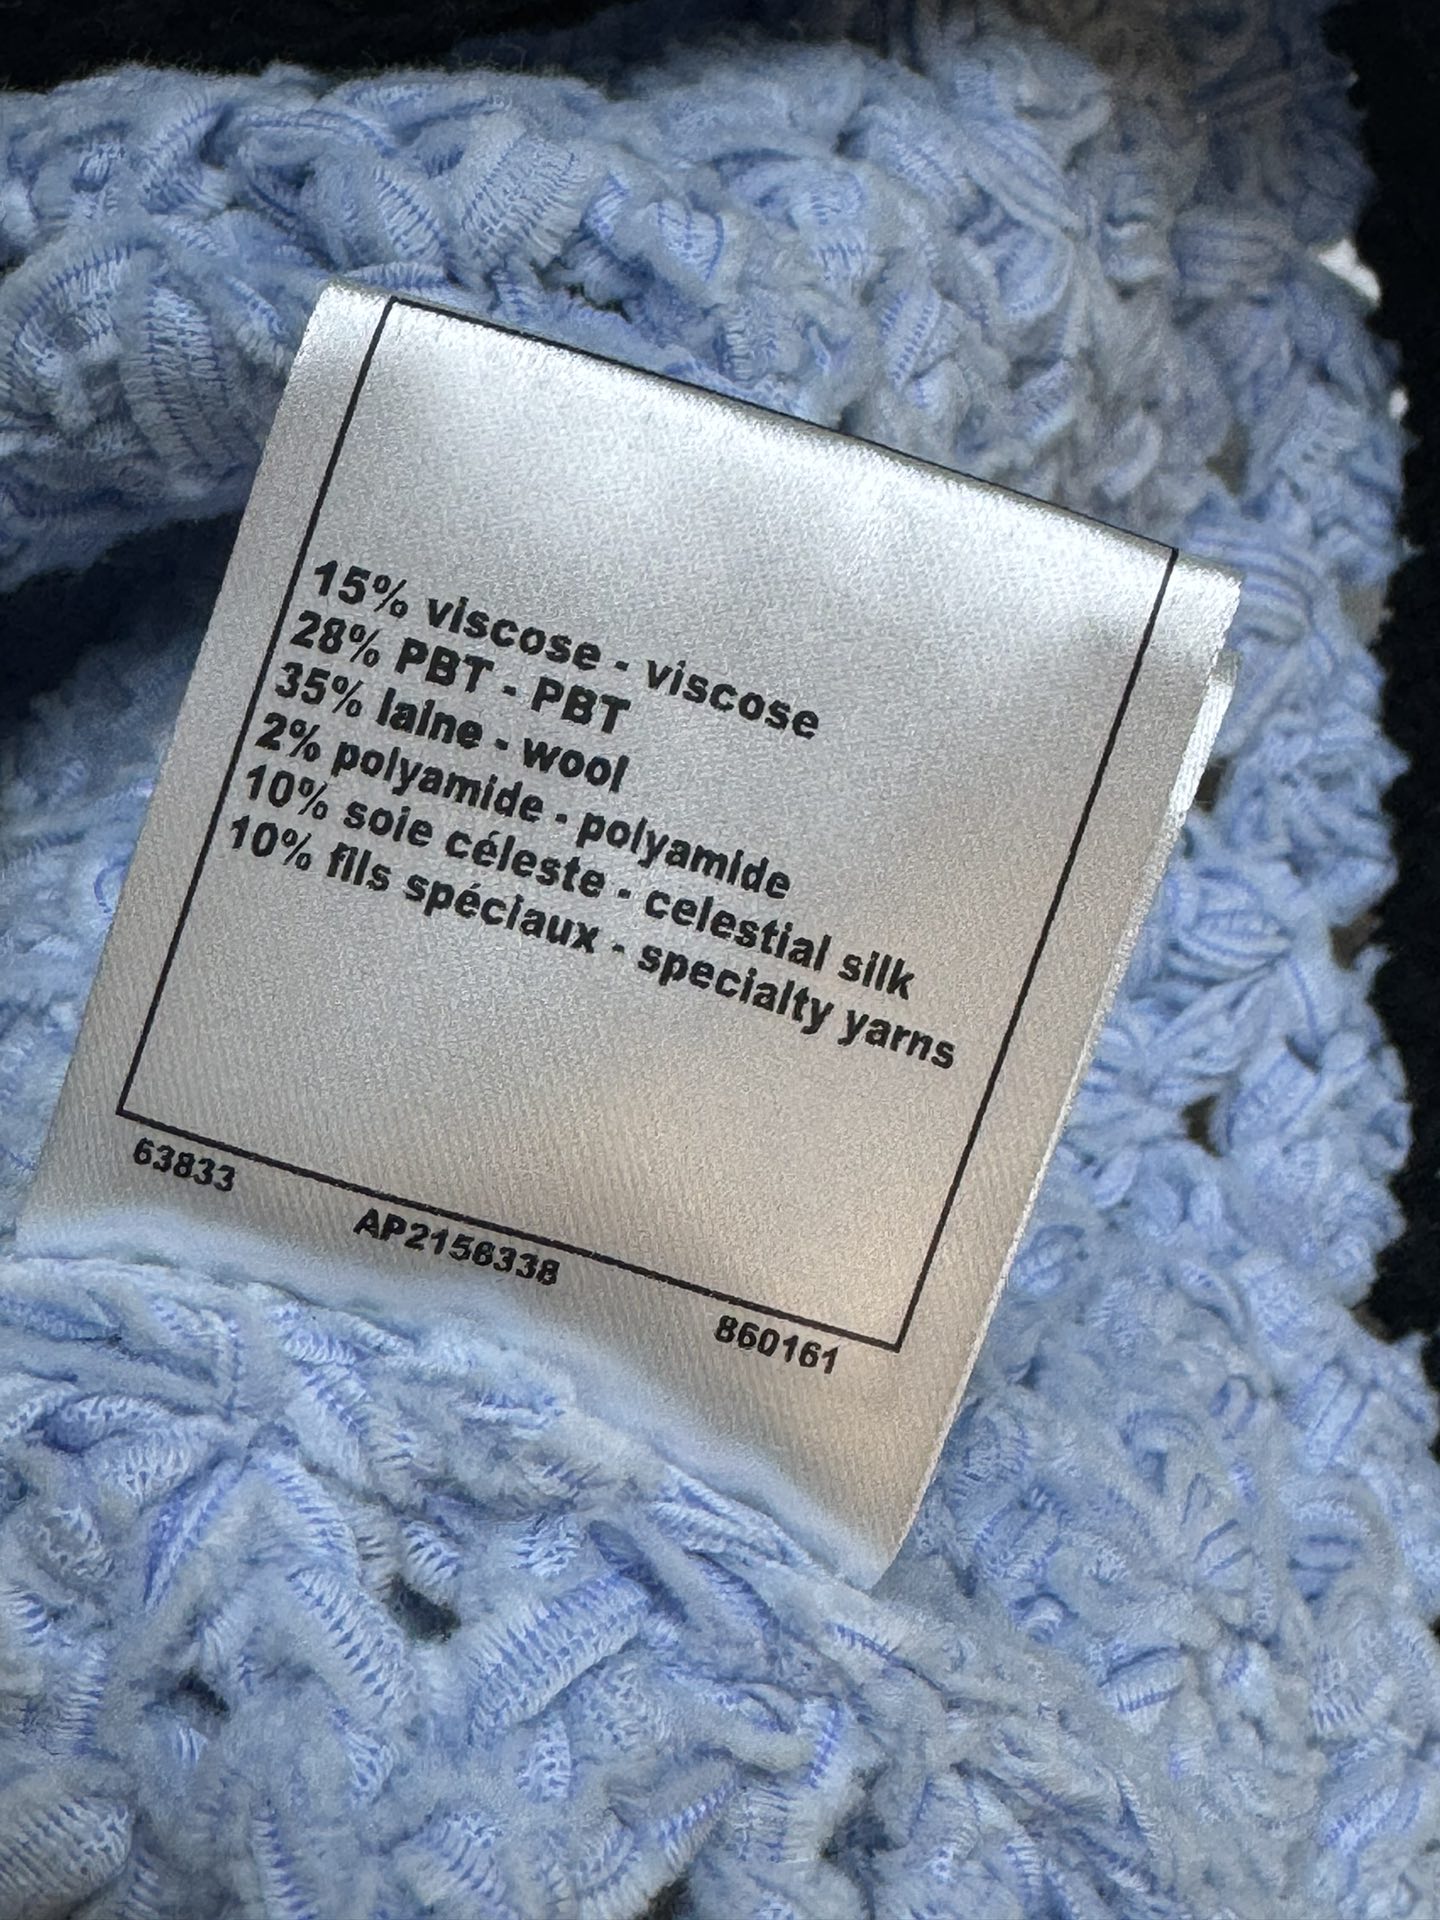 15% viscose - viscose
28% PBT - PBT
35% laine - wool
2% polyamide - polyamide
10% soie céleste - celestial silk
10% fils spéciaux - specialty yarns
63833
AP2156338
860161